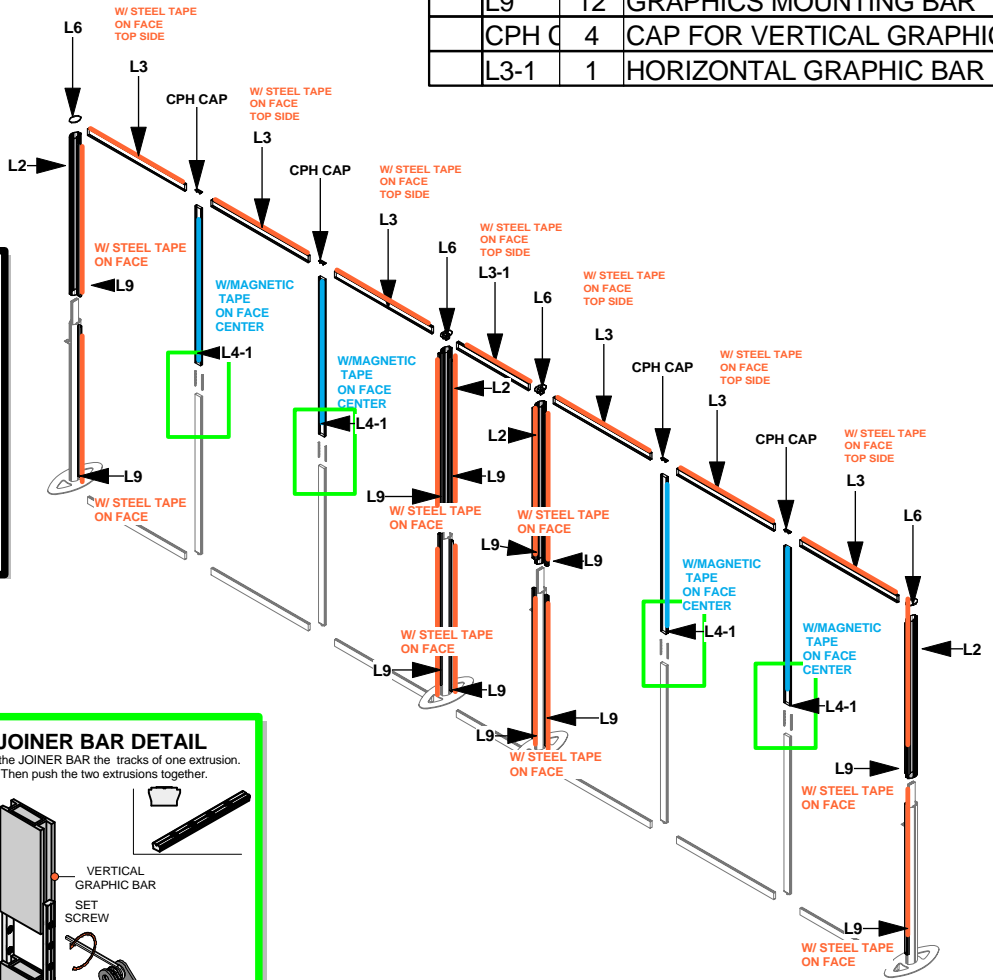 L9 12 GRAPHICS MOUNTING BAR
CPH 4 CAP FOR VERTICAL
L3-1 1 HORIZONTAL GRAPHIC BAR
W/ STEEL TAPE
ON FACE
TOP SIDE
L6
L3
CPH CAP
W/ STEEL TAPE
ON FACE
TOP SIDE
L3
L2
CPH CAP
W/ STEEL TAPE
ON FACE
TOP SIDE
L3
W/ STEEL TAPE
ON FACE
TOP SIDE
L6
L3-1
W/ STEEL TAPE
ON FACE
L9
W/MAGNETIC
TAPE
ON FACE
CENTER
L4-1
W/ STEEL TAPE
ON FACE
TOP SIDE
L6
L3
W/MAGNETIC
TAPE
ON FACE
CENTER
L4-1
L2
CPH CAP
W/ STEEL TAPE
ON FACE
TOP SIDE
L3
L2
L9
L9
W/ STEEL TAPE
ON FACE
CPH CAP
W/ STEEL TAPE
ON FACE
TOP SIDE
L3
L9
W/ STEEL TAPE
ON FACE
L9
W/ STEEL TAPE
ON FACE
L9
L9
L6
W/MAGNETIC
TAPE
ON FACE
CENTER
L4-1
W/MAGNETIC
TAPE
ON FACE
CENTER
L4-1
L2
W/ STEEL TAPE
ON FACE
L9
L9
L9
L9
W/ STEEL TAPE
ON FACE
L9
W/ STEEL TAPE
ON FACE
L9
W/ STEEL TAPE
ON FACE
JOINER BAR DETAIL
the JOINER BAR the tracks of one extrusion.
Then push the two extrusions together.
VERTICAL
GRAPHIC BAR
SET
SCREW